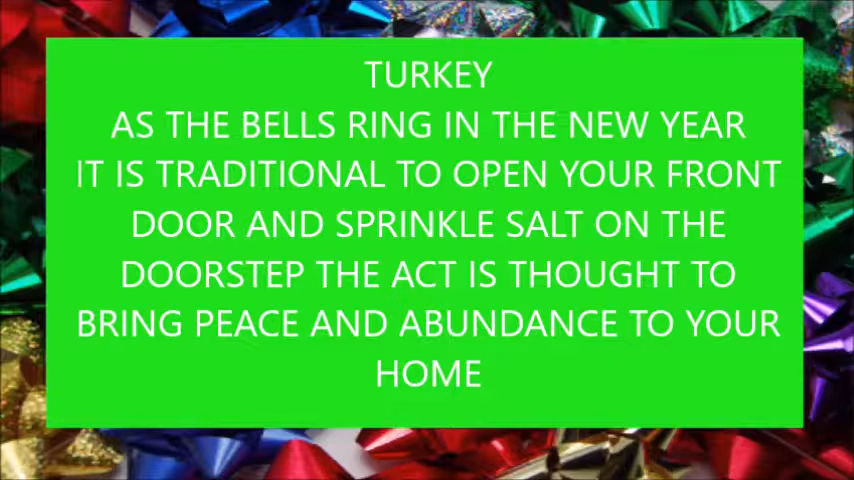 TURKEY
AS THE BELLS RING IN THE NEW YEAR
IT IS TRADITIONAL TO OPEN YOUR FRONT
DOOR AND SPRINKLE SALT ON THE
DOORSTEP THE ACT IS THOUGHT TO
BRING PEACE AND ABUNDANCE TO YOUR
HOME